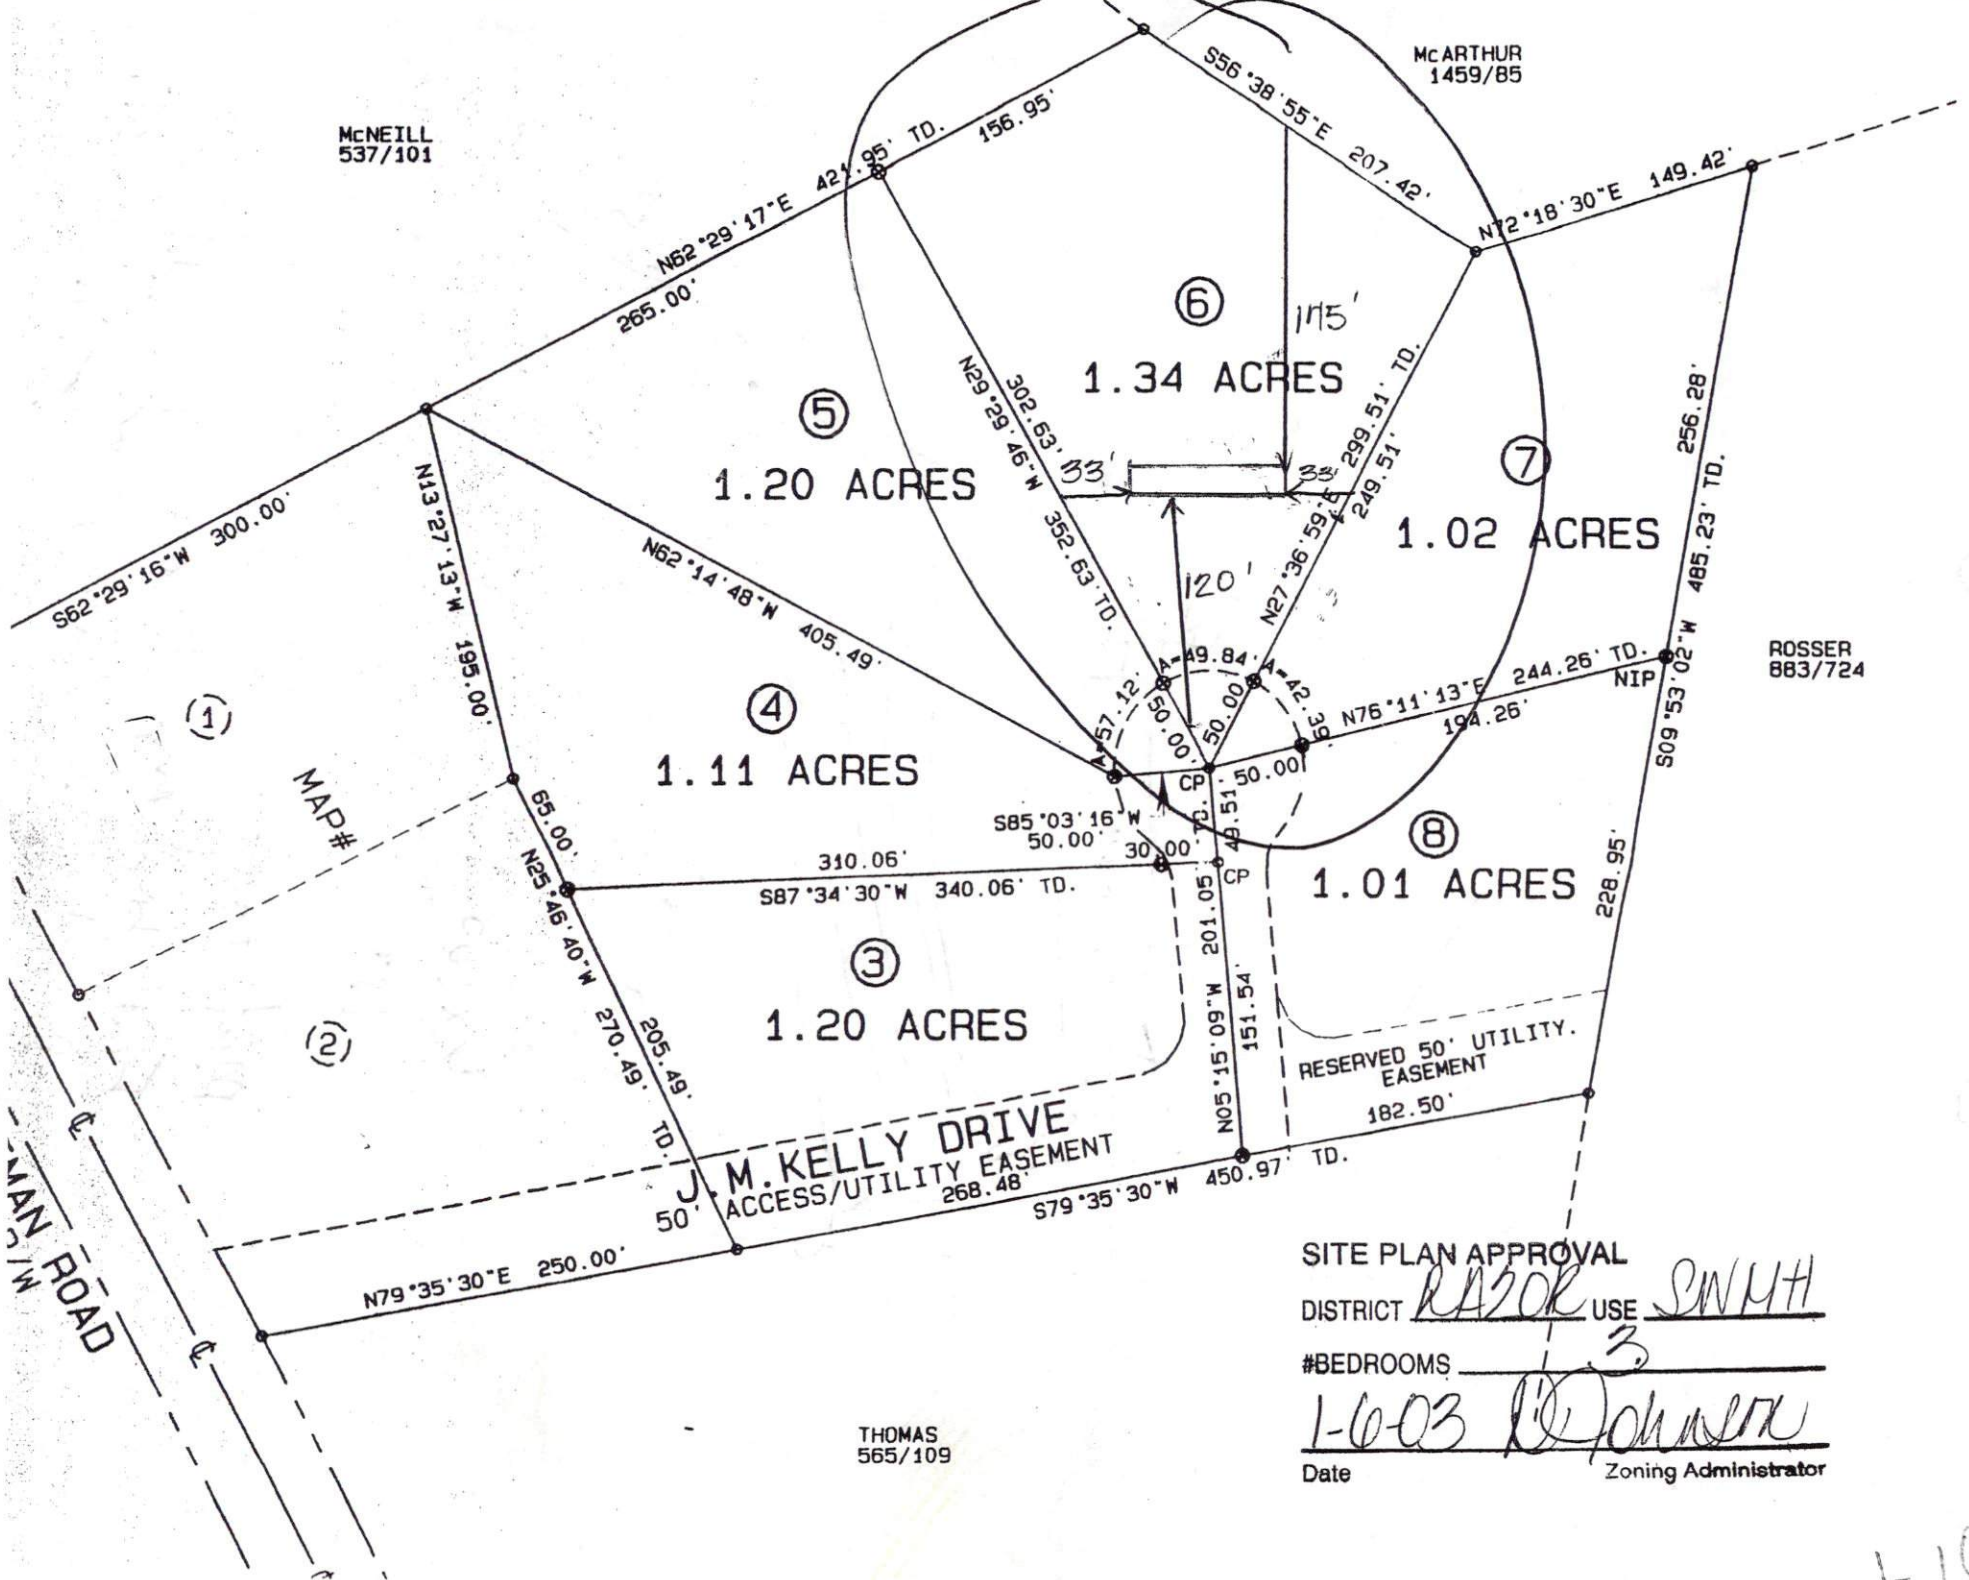 McARTHUR
1459/85
McNEILL
537/101
S56°38'55"E 207.42'
N62°29'17"E 421.95' TD.
156.95'
265.00'
N72°18'30"E 149.42'
6
1.34 ACRES
175'
5
1.20 ACRES
7
1.02 ACRES
33'
33'
120'
302.63'
N29°29'46"W 352.63' TD.
299.51' TD.
N27°36'59"E 249.51'
256.28'
S09°53'02"W 485.23' TD.
S62°29'16"W 300.00'
N13°27'13"W 195.00'
N62°14'48"W 405.49'
A=57.12'
A=49.84'
A=42.39'
50.00'
50.00'
N76°11'13"E 244.26' TD.
194.26'
NIP
ROSSER
883/724
1
MAP#
4
1.11 ACRES
CP
50.00'
S85°03'16"W
50.00'
30.00'
49.51'
CP
65.00'
N25°46'40"W 270.49' TD.
205.49'
310.06'
S87°34'30"W 340.06' TD.
8
1.01 ACRES
228.95'
2
3
1.20 ACRES
N05°15'09"W 201.05' TD.
151.54'
RESERVED 50' UTILITY.
EASEMENT
182.50'
J.M.KELLY DRIVE
50' ACCESS/UTILITY EASEMENT
268.48'
S79°35'30"W 450.97' TD.
N79°35'30"E 250.00'
MAN ROAD
R/W
THOMAS
565/109
SITE PLAN APPROVAL
DISTRICT RA20R USE SWMH
#BEDROOMS 3
1-6-03 Johnson
Date Zoning Administrator